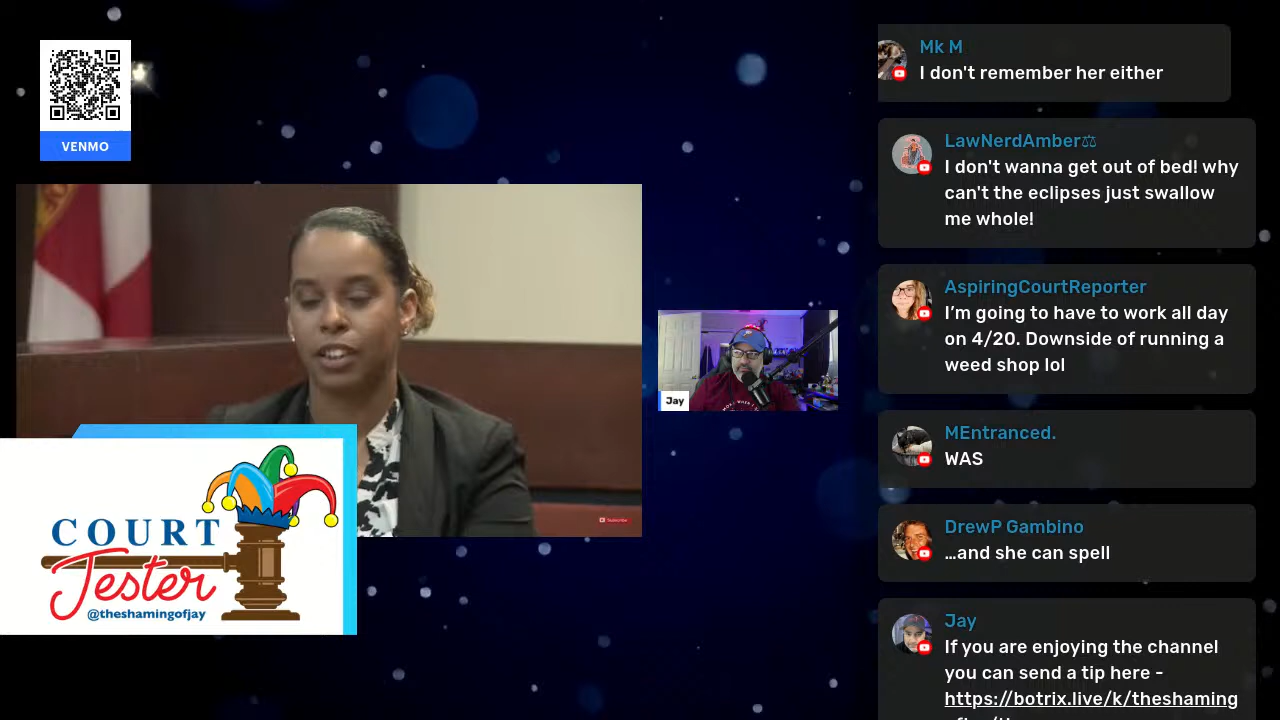 VENMO
Mk M
I don't remember her either
LawNerdAmber⚖
I don't wanna get out of bed! why
can't the eclipses just swallow
me whole!
AspiringCourtReporter
I'm going to have to work all day
on 4/20. Downside of running a
weed shop lol
MEntranced.
WAS
DrewP Gambino
…and she can spell
Jay
If you are enjoying the channel
you can send a tip here -
https://botrix.live/k/theshaming
Jay
Subscribe
COURT
Jester
@theshamingofjay